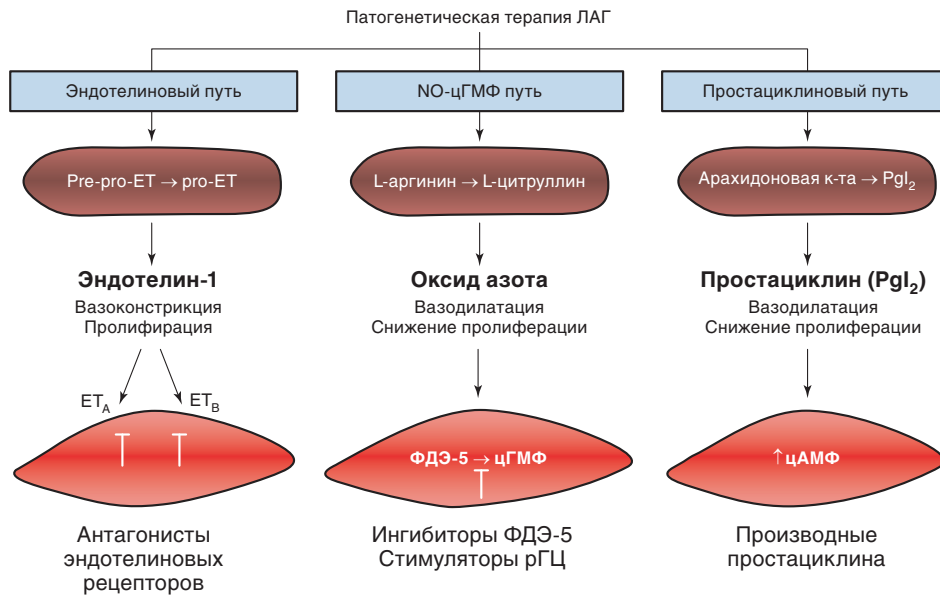 Патогенетическая терапия ЛАГ
Эндотелиновый путь
NO-цГМФ путь
Простациклиновый путь
Pre-pro-ET → pro-ET
L-аргинин → L-цитруллин
Арахидоновая к-та → PgI₂
Эндотелин-1
Вазоконстрикция
Пролифирация
Оксид азота
Вазодилатация
Снижение пролиферации
Простациклин (PgI₂)
Вазодилатация
Снижение пролиферации
ET_A
ET_B
ФДЭ-5 → цГМФ
↑цАМФ
Антагонисты
эндотелиновых
рецепторов
Ингибиторы ФДЭ-5
Стимуляторы рГЦ
Производные
простациклина